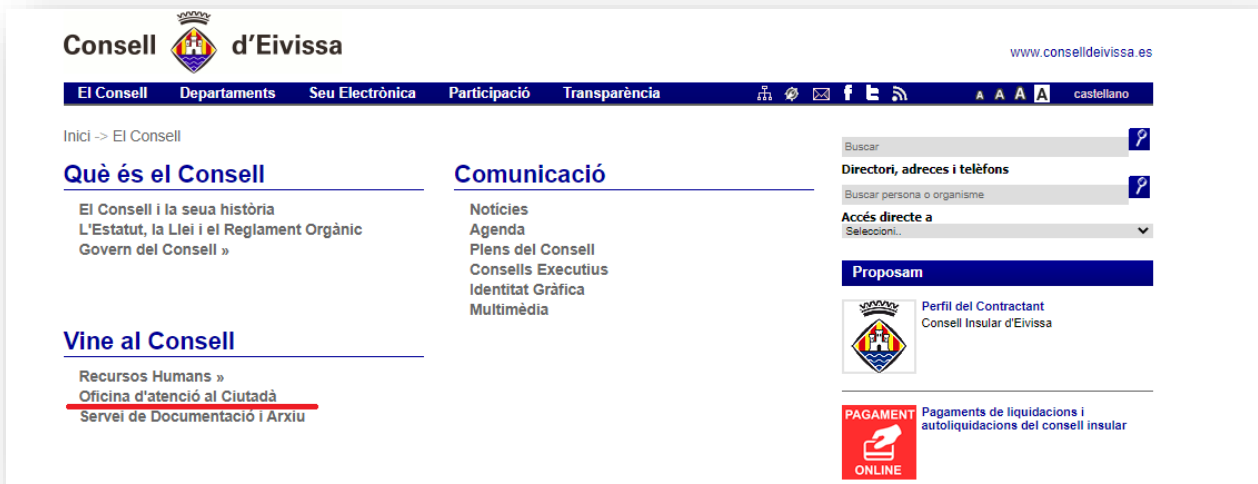 Consell d'Eivissa
www.conselldeivissa.es
El Consell Departaments Seu Electrònica Participació Transparència A A A A castellano
Inici -> El Consell
Què és el Consell
El Consell i la seua història
L'Estatut, la Llei i el Reglament Orgànic
Govern del Consell »
Vine al Consell
Recursos Humans »
Oficina d'atenció al Ciutadà
Servei de Documentació i Arxiu
Comunicació
Notícies
Agenda
Plens del Consell
Consells Executius
Identitat Gràfica
Multimèdia
Buscar
Directori, adreces i telèfons
Buscar persona o organisme
Accés directe a
Seleccioni..
Proposam
Perfil del Contractant
Consell Insular d'Eivissa
PAGAMENT
ONLINE
Pagaments de liquidacions i
autoliquidacions del consell insular